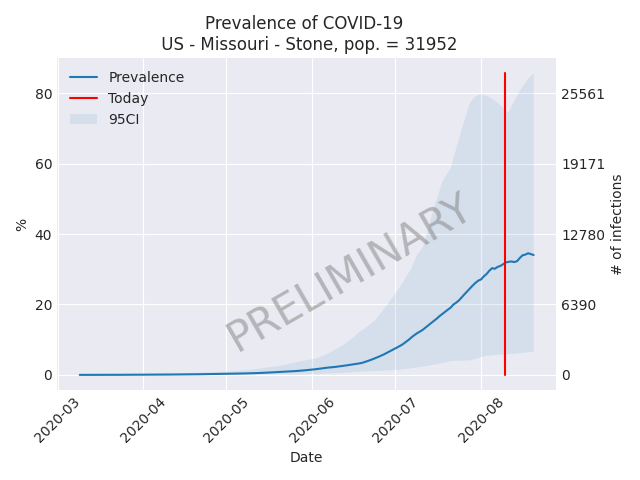 Prevalence of COVID-19
US - Missouri - Stone, pop. = 31952
Prevalence
Today
95CI
80
60
40
20
0
%
25561
19171
12780
6390
0
# of infections
PRELIMINARY
2020-03
2020-04
2020-05
2020-06
2020-07
2020-08
Date